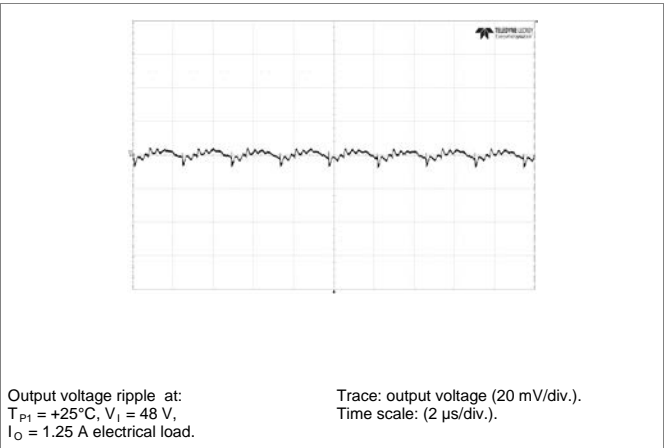 TELEDYNE LECROY
Output voltage ripple at:
T P1 = +25°C, V I = 48 V,
I O = 1.25 A electrical load.
Trace: output voltage (20 mV/div.).
Time scale: (2 µs/div.).